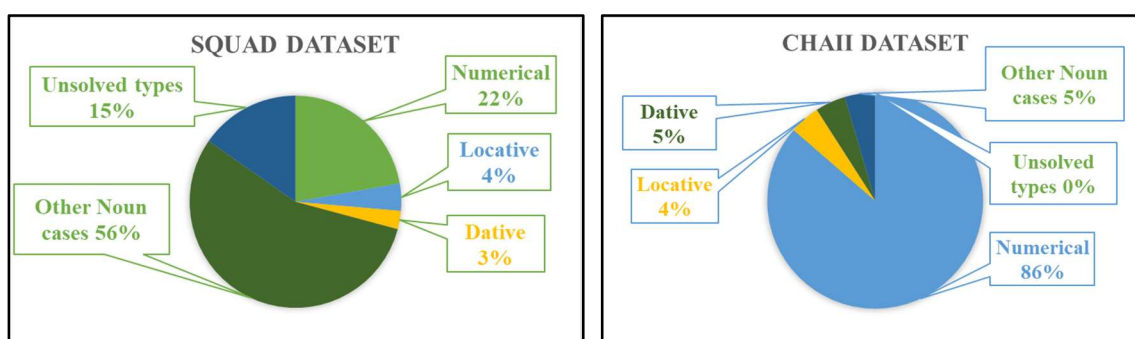 SQUAD DATASET
Unsolved types
15%
Numerical
22%
Locative
4%
Other Noun
cases 56%
Dative
3%
CHAII DATASET
Other Noun
cases 5%
Dative
5%
Unsolved
types 0%
Locative
4%
Numerical
86%